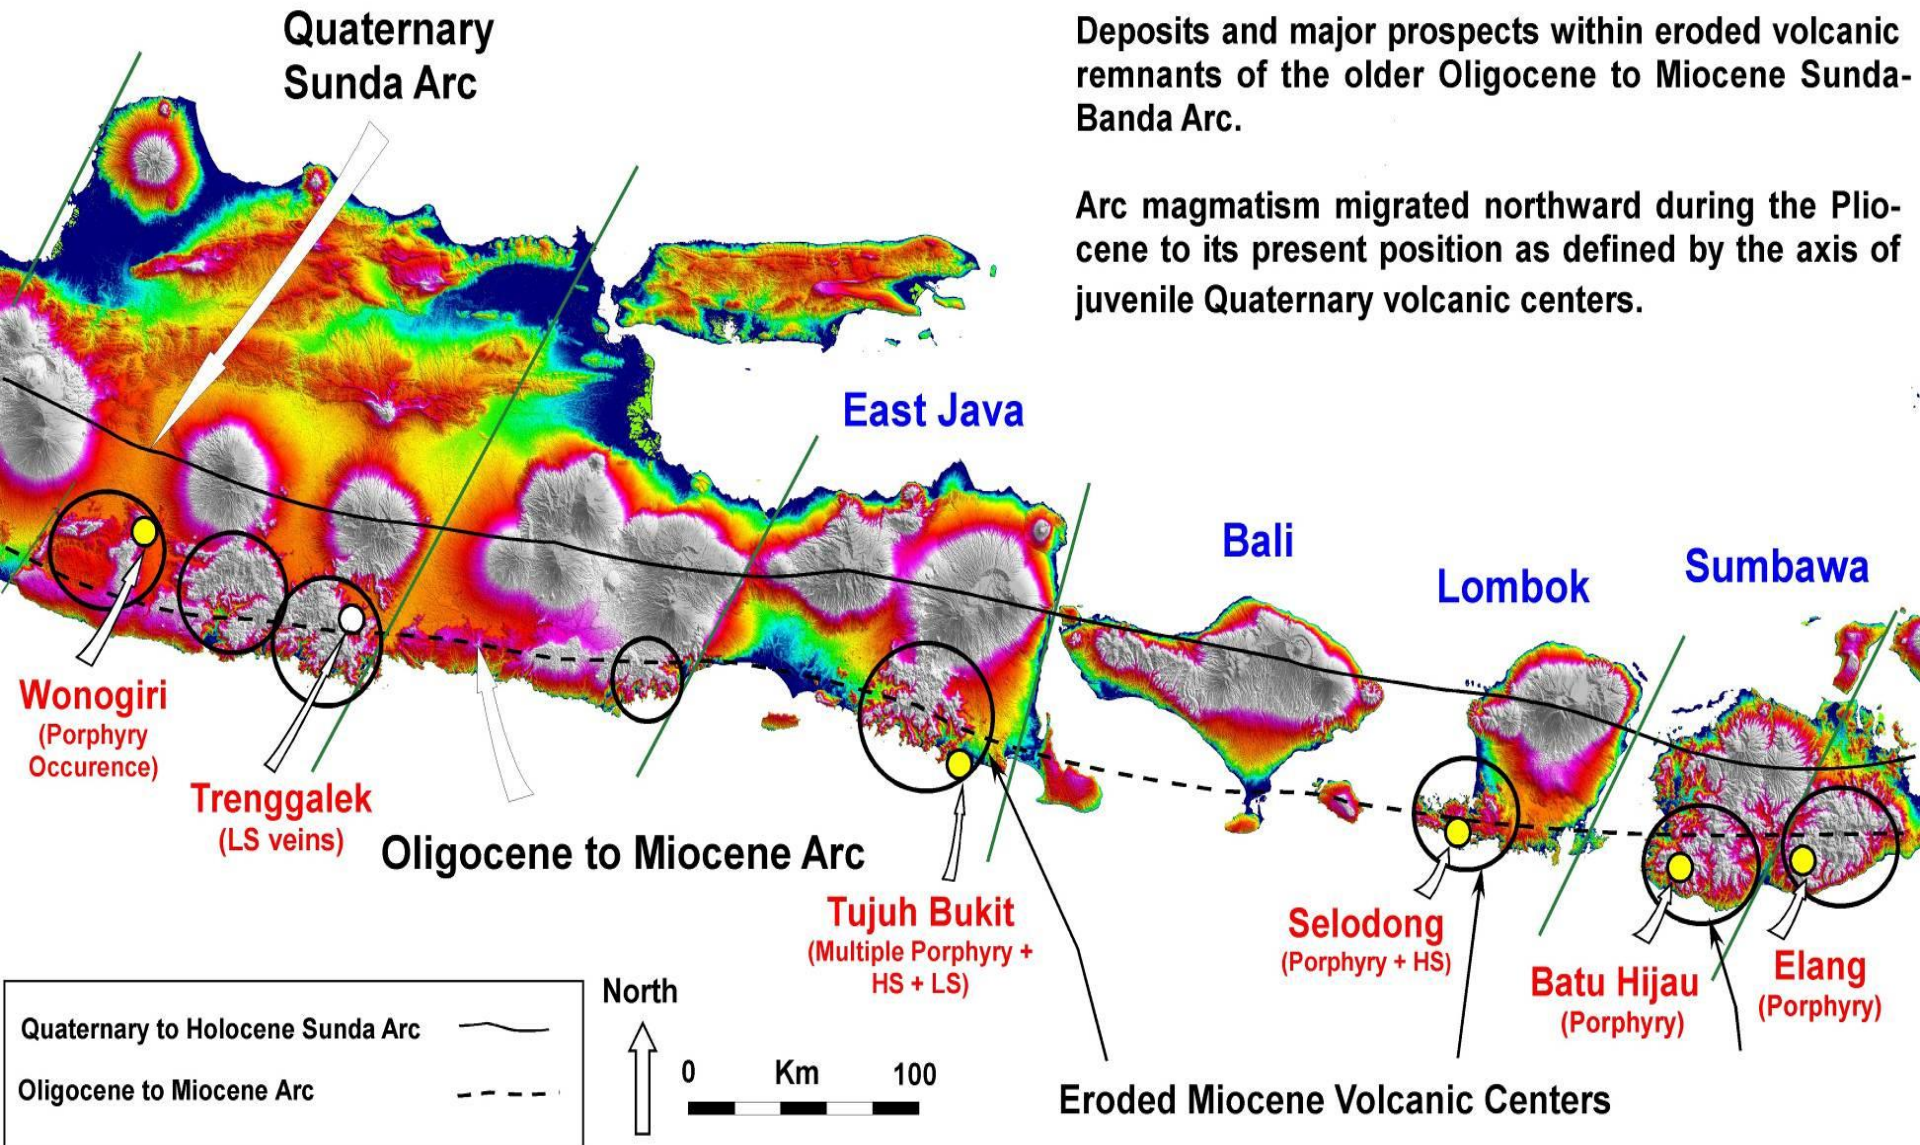 Quaternary
Sunda Arc
Deposits and major prospects within eroded volcanic
remnants of the older Oligocene to Miocene Sunda-
Banda Arc.
Arc magmatism migrated northward during the Plio-
cene to its present position as defined by the axis of
juvenile Quaternary volcanic centers.
East Java
Bali
Lombok
Sumbawa
Wonogiri
(Porphyry
Occurence)
Trenggalek
(LS veins)
Oligocene to Miocene Arc
Tujuh Bukit
(Multiple Porphyry +
HS + LS)
Selodong
(Porphyry + HS)
Batu Hijau
(Porphyry)
Elang
(Porphyry)
Quaternary to Holocene Sunda Arc
Oligocene to Miocene Arc
North
0 Km 100
Eroded Miocene Volcanic Centers